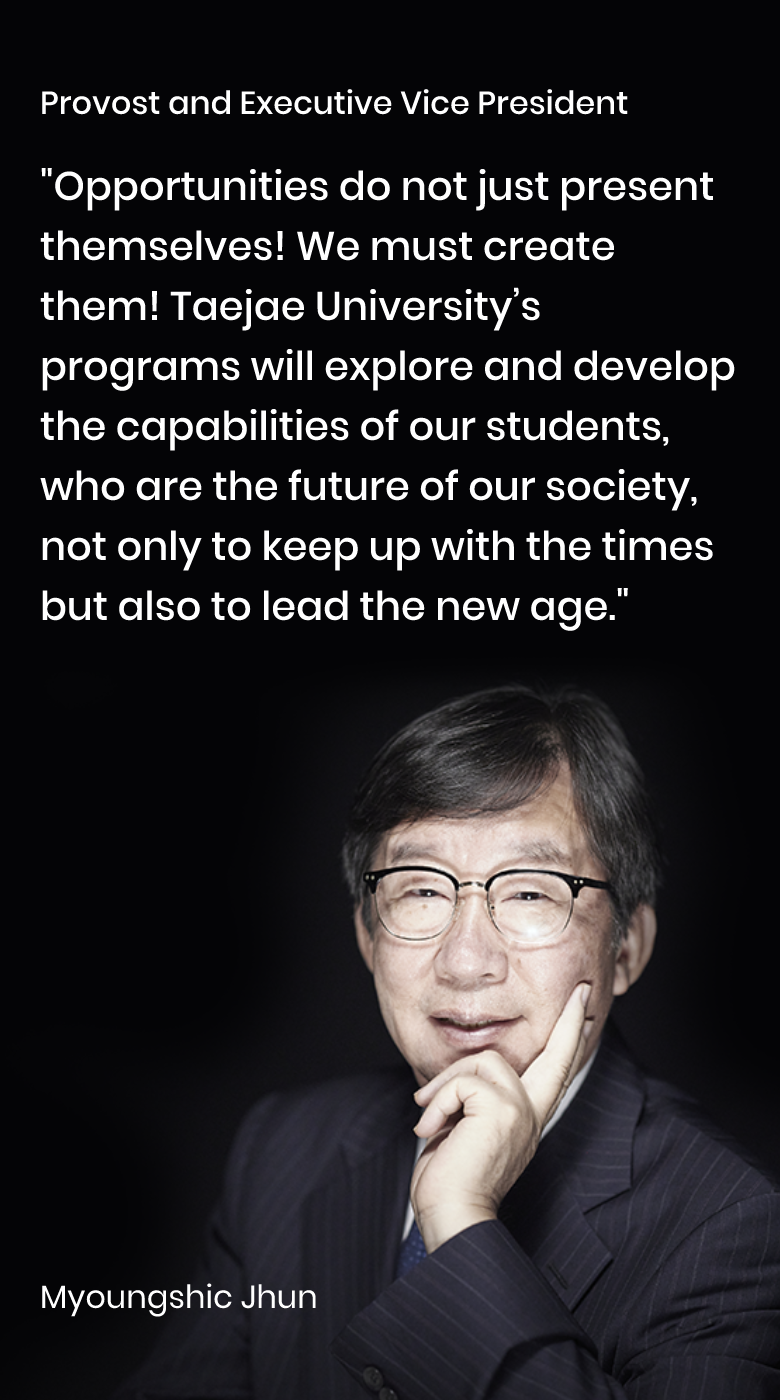 Provost and Executive Vice President
"Opportunities do not just present
themselves! We must create
them! Taejae University’s
programs will explore and develop
the capabilities of our students,
who are the future of our society,
not only to keep up with the times
but also to lead the new age."
Myoungshic Jhun